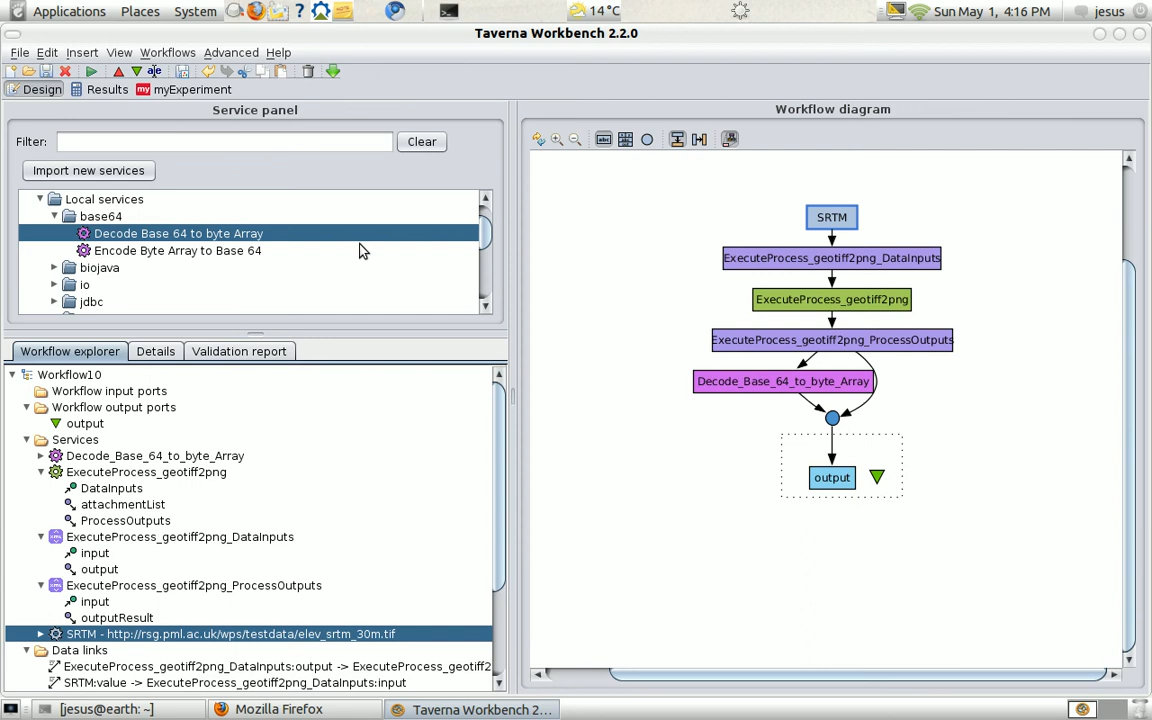 Applications Places System ? 14 °C Sun May 1, 4:16 PM jesus
Taverna Workbench 2.2.0
File Edit Insert View Workflows Advanced Help
Design Results my myExperiment
Service panel
Filter: Clear
Import new services
Local services
base64
Decode Base 64 to byte Array
Encode Byte Array to Base 64
biojava
io
jdbc
Workflow explorer Details Validation report
Workflow10
Workflow input ports
Workflow output ports
output
Services
Decode_Base_64_to_byte_Array
ExecuteProcess_geotiff2png
DataInputs
attachmentList
ProcessOutputs
ExecuteProcess_geotiff2png_DataInputs
input
output
ExecuteProcess_geotiff2png_ProcessOutputs
input
outputResult
SRTM - http://rsg.pml.ac.uk/wps/testdata/elev_srtm_30m.tif
Data links
ExecuteProcess_geotiff2png_DataInputs:output -> ExecuteProcess_geotiff2
SRTM:value -> ExecuteProcess_geotiff2png_DataInputs:input
Workflow diagram
SRTM
ExecuteProcess_geotiff2png_DataInputs
ExecuteProcess_geotiff2png
ExecuteProcess_geotiff2png_ProcessOutputs
Decode_Base_64_to_byte_Array
output
[jesus@earth: ~] Mozilla Firefox Taverna Workbench 2...